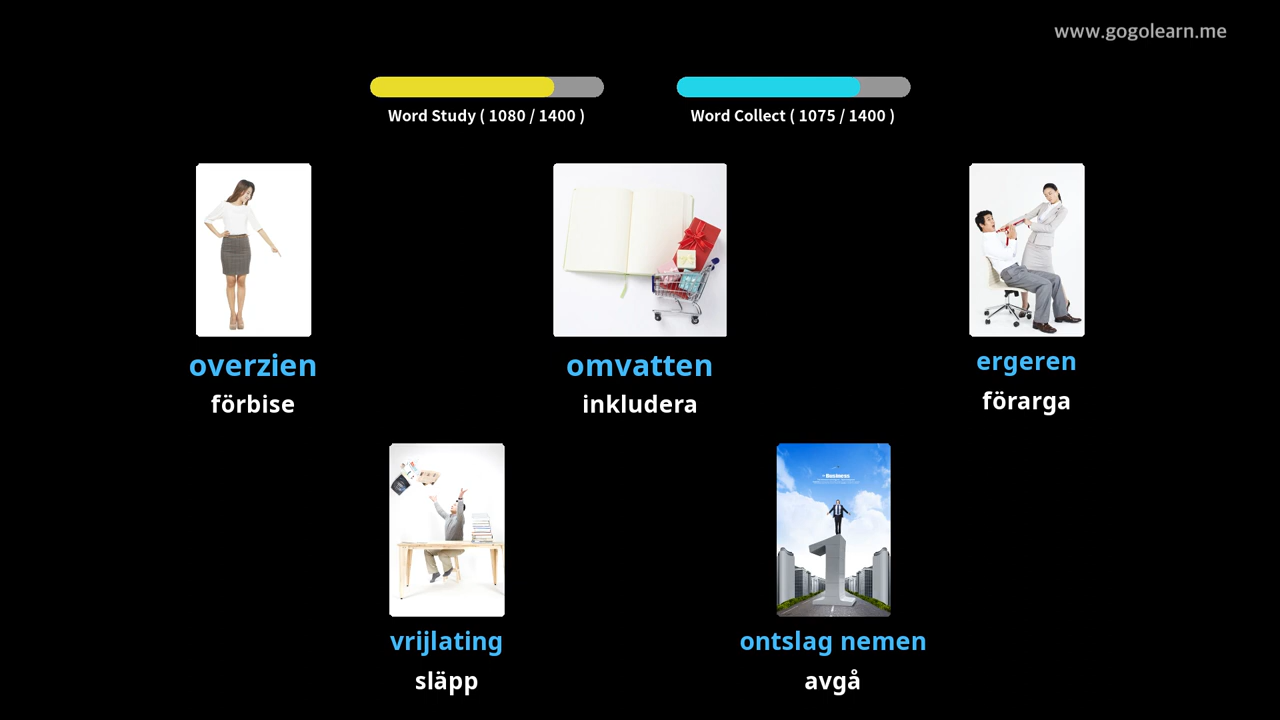 www.gogolearn.me
Word Study ( 1080 / 1400 )
Word Collect ( 1075 / 1400 )
overzien
förbise
omvatten
inkludera
ergeren
förarga
Business
vrijlating
släpp
ontslag nemen
avgå